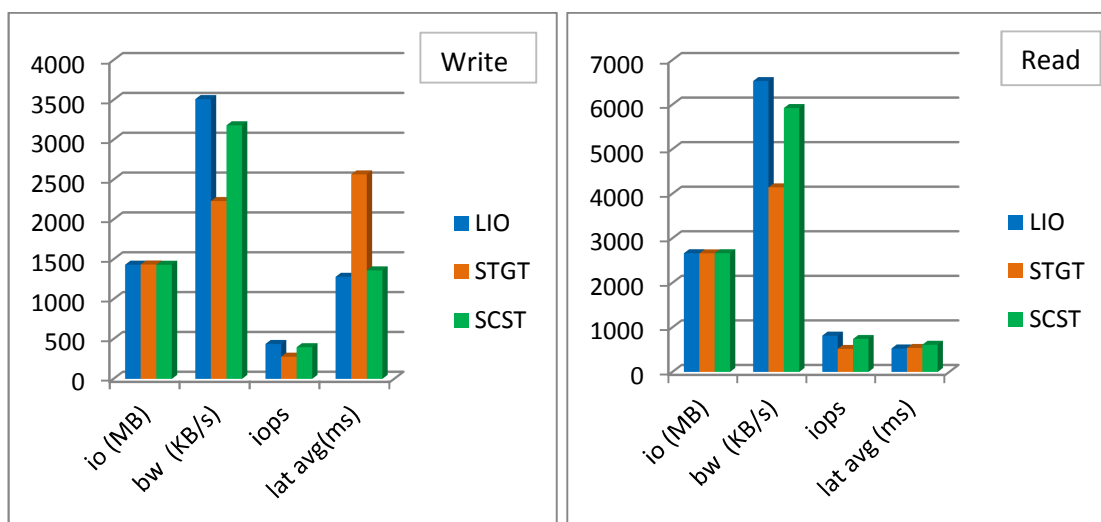 Write
4000
3500
3000
2500
2000
1500
1000
500
0
LIO
STGT
SCST
io (MB)
bw (KB/s)
iops
lat avg(ms)
Read
7000
6000
5000
4000
3000
2000
1000
0
LIO
STGT
SCST
io (MB)
bw (KB/s)
iops
lat avg (ms)